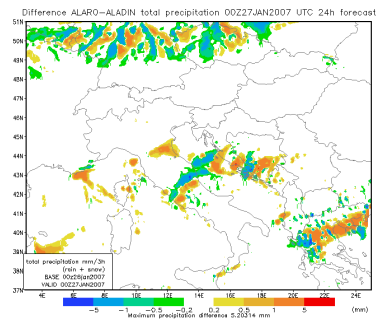 Difference ALARO-ALADIN total precipitation 00Z27JAN2007 UTC 24h forecast
51N
50N
49N
48N
47N
46N
45N
44N
43N
42N
41N
40N
39N
38N
37N
total precipitation mm/3h
(rain + snow)
BASE 00z26jan2007
VALID 00Z27JAN2007
4E 6E 8E 10E 12E 14E 16E 18E 20E 22E 24E
-5 -1 -0.5 -0.2 0.2 0.5 1 5 (mm)
Maximum precipitation difference 5.20314 mm